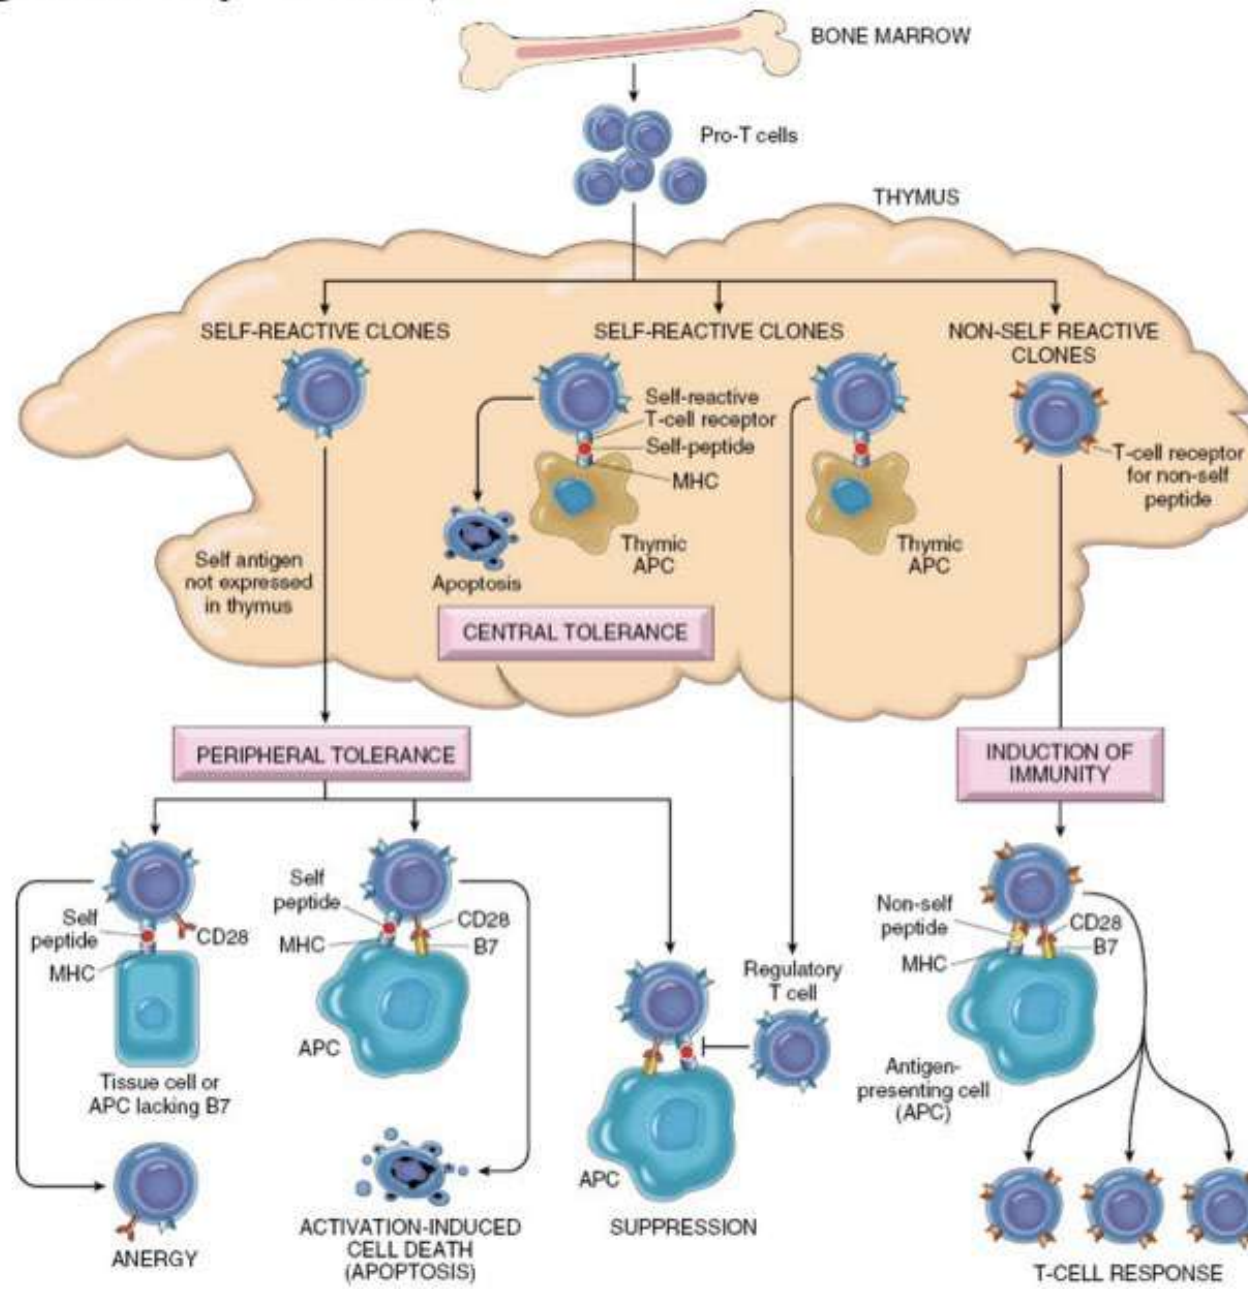 BONE MARROW
Pro-T cells
THYMUS
SELF-REACTIVE CLONES
SELF-REACTIVE CLONES
NON-SELF REACTIVE
CLONES
Self-reactive
T-cell receptor
Self-peptide
MHC
T-cell receptor
for non-self
peptide
Thymic
APC
Thymic
APC
Self antigen
not expressed
in thymus
Apoptosis
CENTRAL TOLERANCE
PERIPHERAL TOLERANCE
INDUCTION OF
IMMUNITY
Self
peptide
CD28
MHC
Tissue cell or
APC lacking B7
ANERGY
Self
peptide
CD28
MHC
B7
APC
ACTIVATION-INDUCED
CELL DEATH
(APOPTOSIS)
Regulatory
T cell
APC
SUPPRESSION
Non-self
peptide
CD28
B7
MHC
Antigen-
presenting cell
(APC)
T-CELL RESPONSE